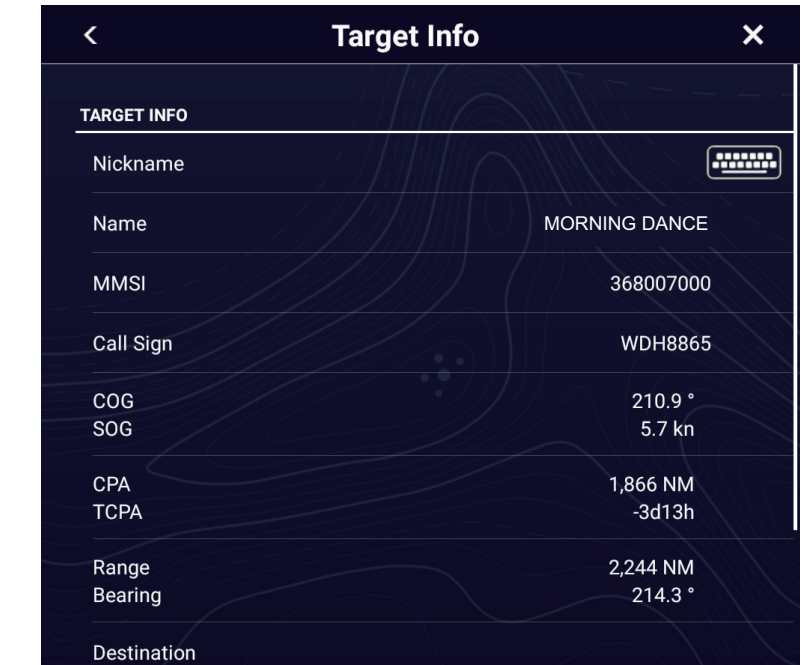 Target Info
TARGET INFO
Nickname
Name MORNING DANCE
MMSI 368007000
Call Sign WDH8865
COG 210.9 °
SOG 5.7 kn
CPA 1,866 NM
TCPA -3d13h
Range 2,244 NM
Bearing 214.3 °
Destination